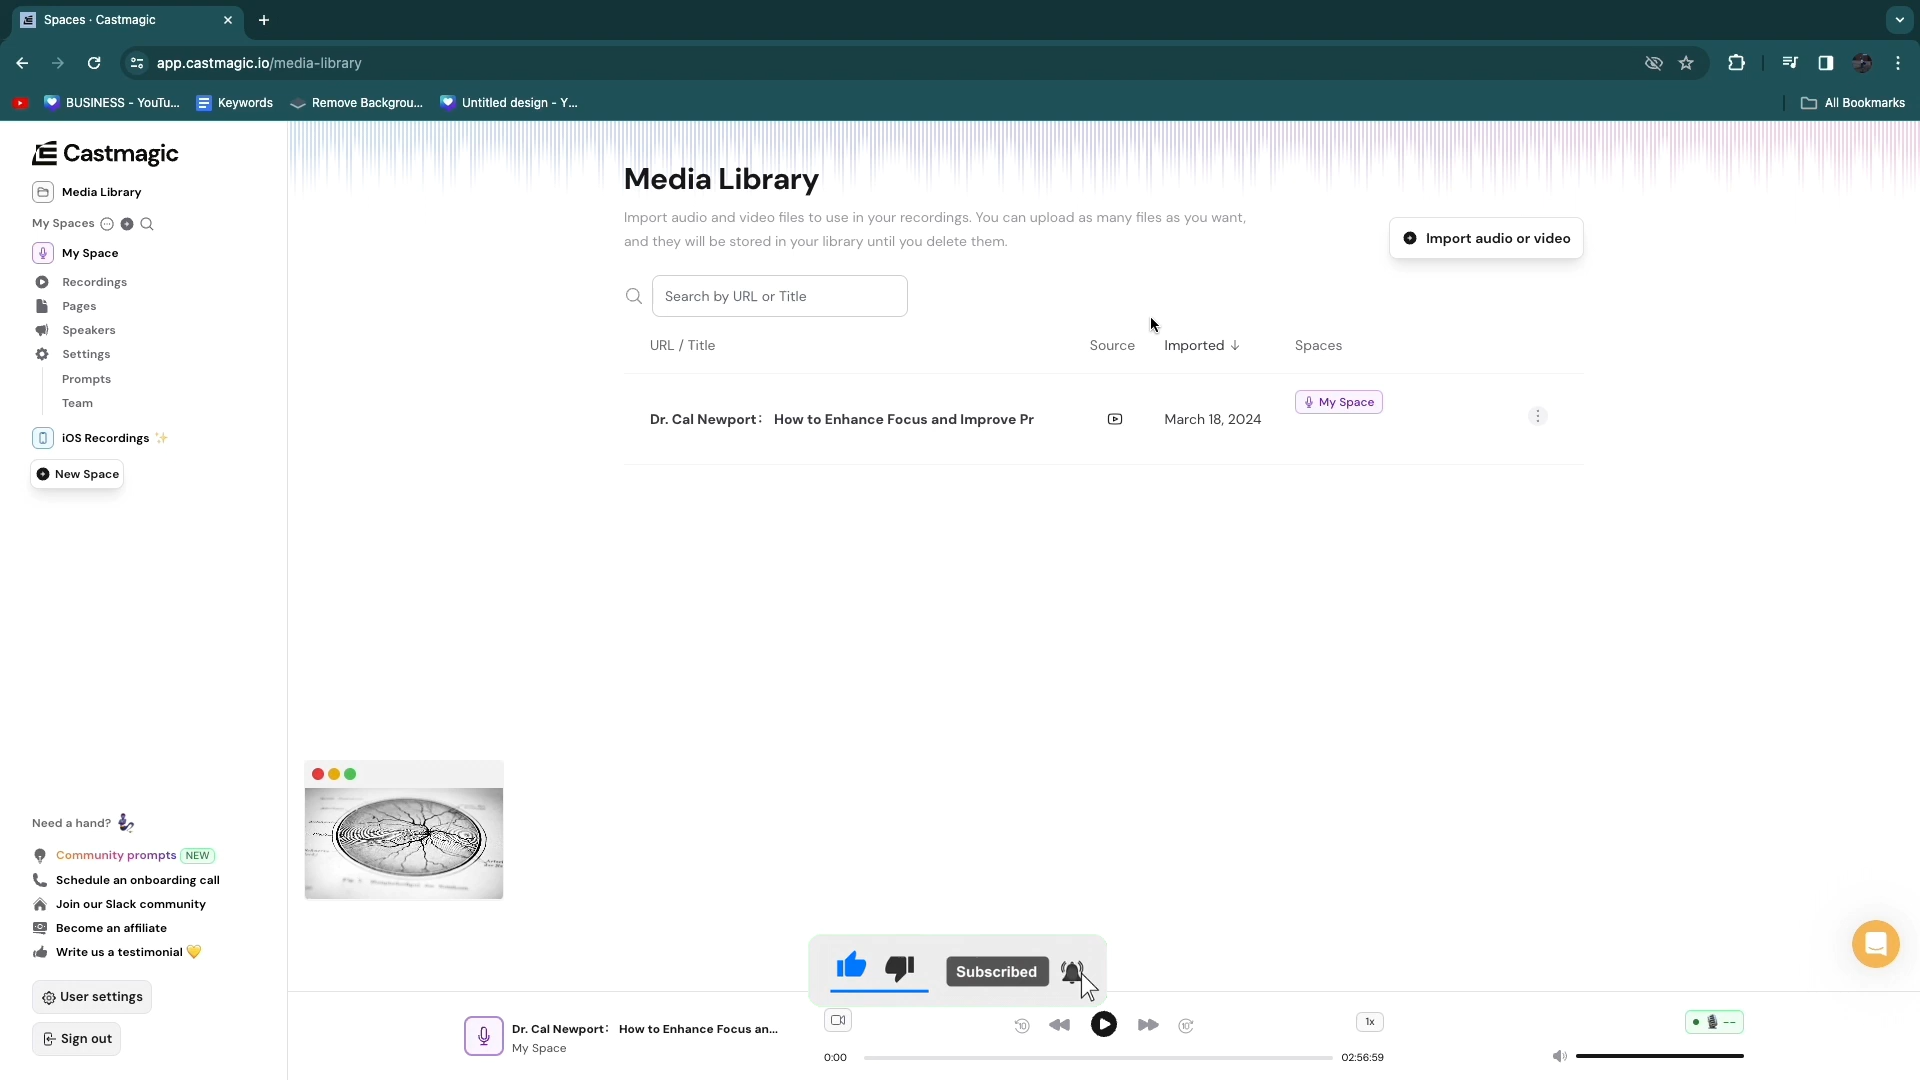 Spaces · Castmagic
app.castmagic.io/media-library
BUSINESS - YouTu...
Keywords
Remove Backgrou...
Untitled design - Y...
All Bookmarks
Castmagic
Media Library
My Spaces
My Space
Recordings
Pages
Speakers
Settings
Prompts
Team
iOS Recordings
New Space
Need a hand?
Community prompts NEW
Schedule an onboarding call
Join our Slack community
Become an affiliate
Write us a testimonial
User settings
Sign out
Media Library
Import audio and video files to use in your recordings. You can upload as many files as you want,
and they will be stored in your library until you delete them.
Import audio or video
Search by URL or Title
URL / Title Source Imported ↓ Spaces
Dr. Cal Newport: How to Enhance Focus and Improve Pr March 18, 2024 My Space
Subscribed
Dr. Cal Newport: How to Enhance Focus an...
My Space
10 10
1x
--
0:00 02:56:59